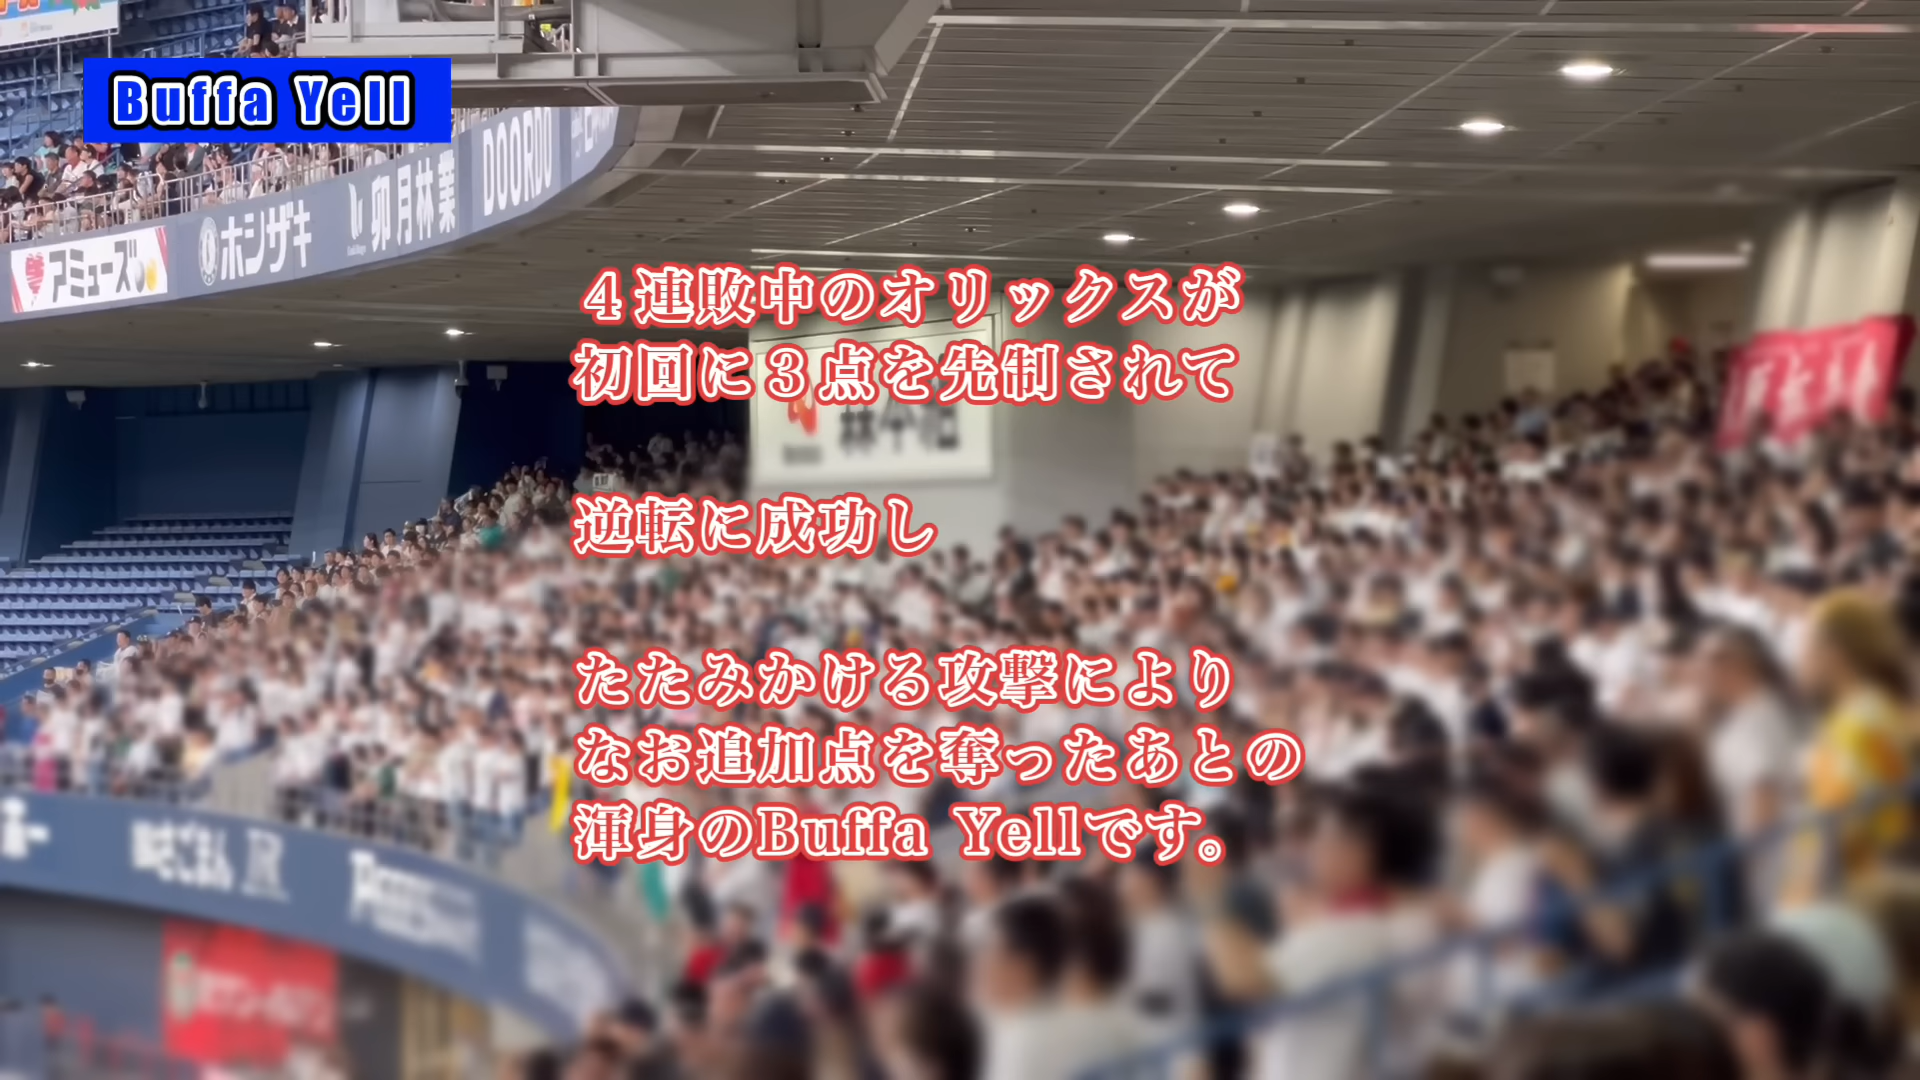 Buffa Yell
DOORDO
卯月林業
ホシザキ
アミューズ
４連敗中のオリックスが
初回に３点を先制されて
逆転に成功し
たたみかける攻撃により
なお追加点を奪ったあとの
渾身のBuffa Yellです。